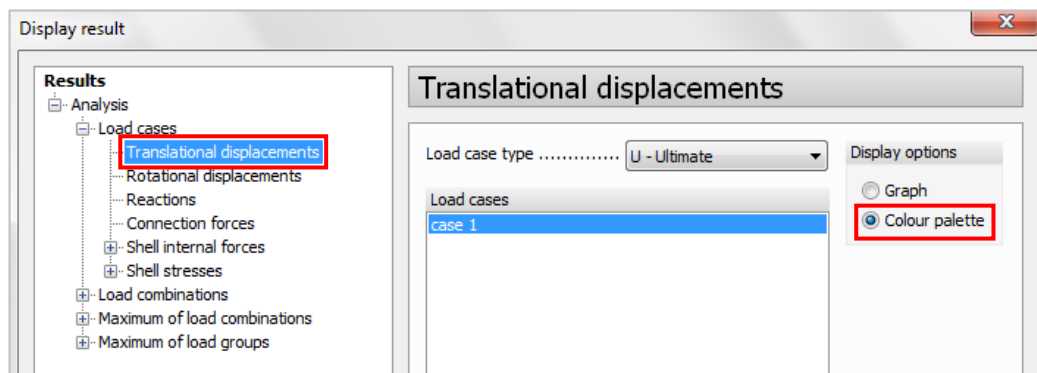 Display result
Results
Analysis
Load cases
Translational displacements
Rotational displacements
Reactions
Connection forces
Shell internal forces
Shell stresses
Load combinations
Maximum of load combinations
Maximum of load groups
Translational displacements
Load case type .............. U - Ultimate
Load cases
case 1
Display options
Graph
Colour palette